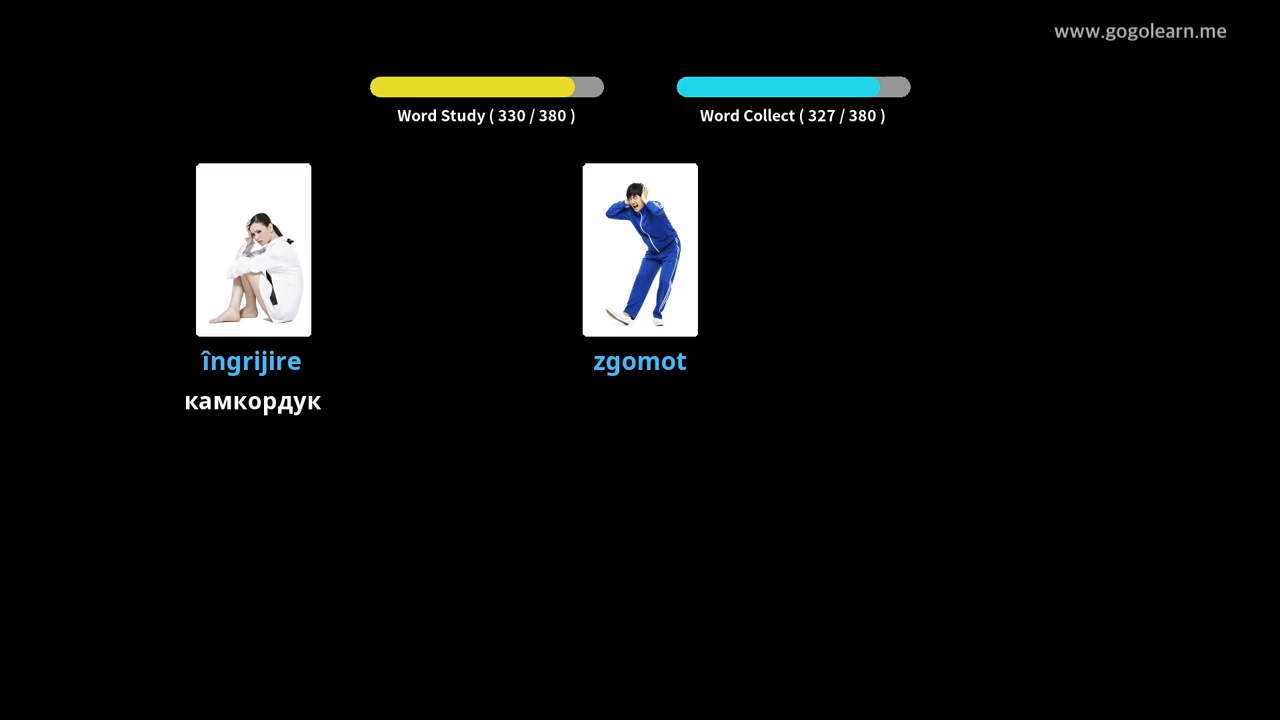 www.gogolearn.me
Word Study ( 330 / 380 )
Word Collect ( 327 / 380 )
îngrijire
камкордук
zgomot